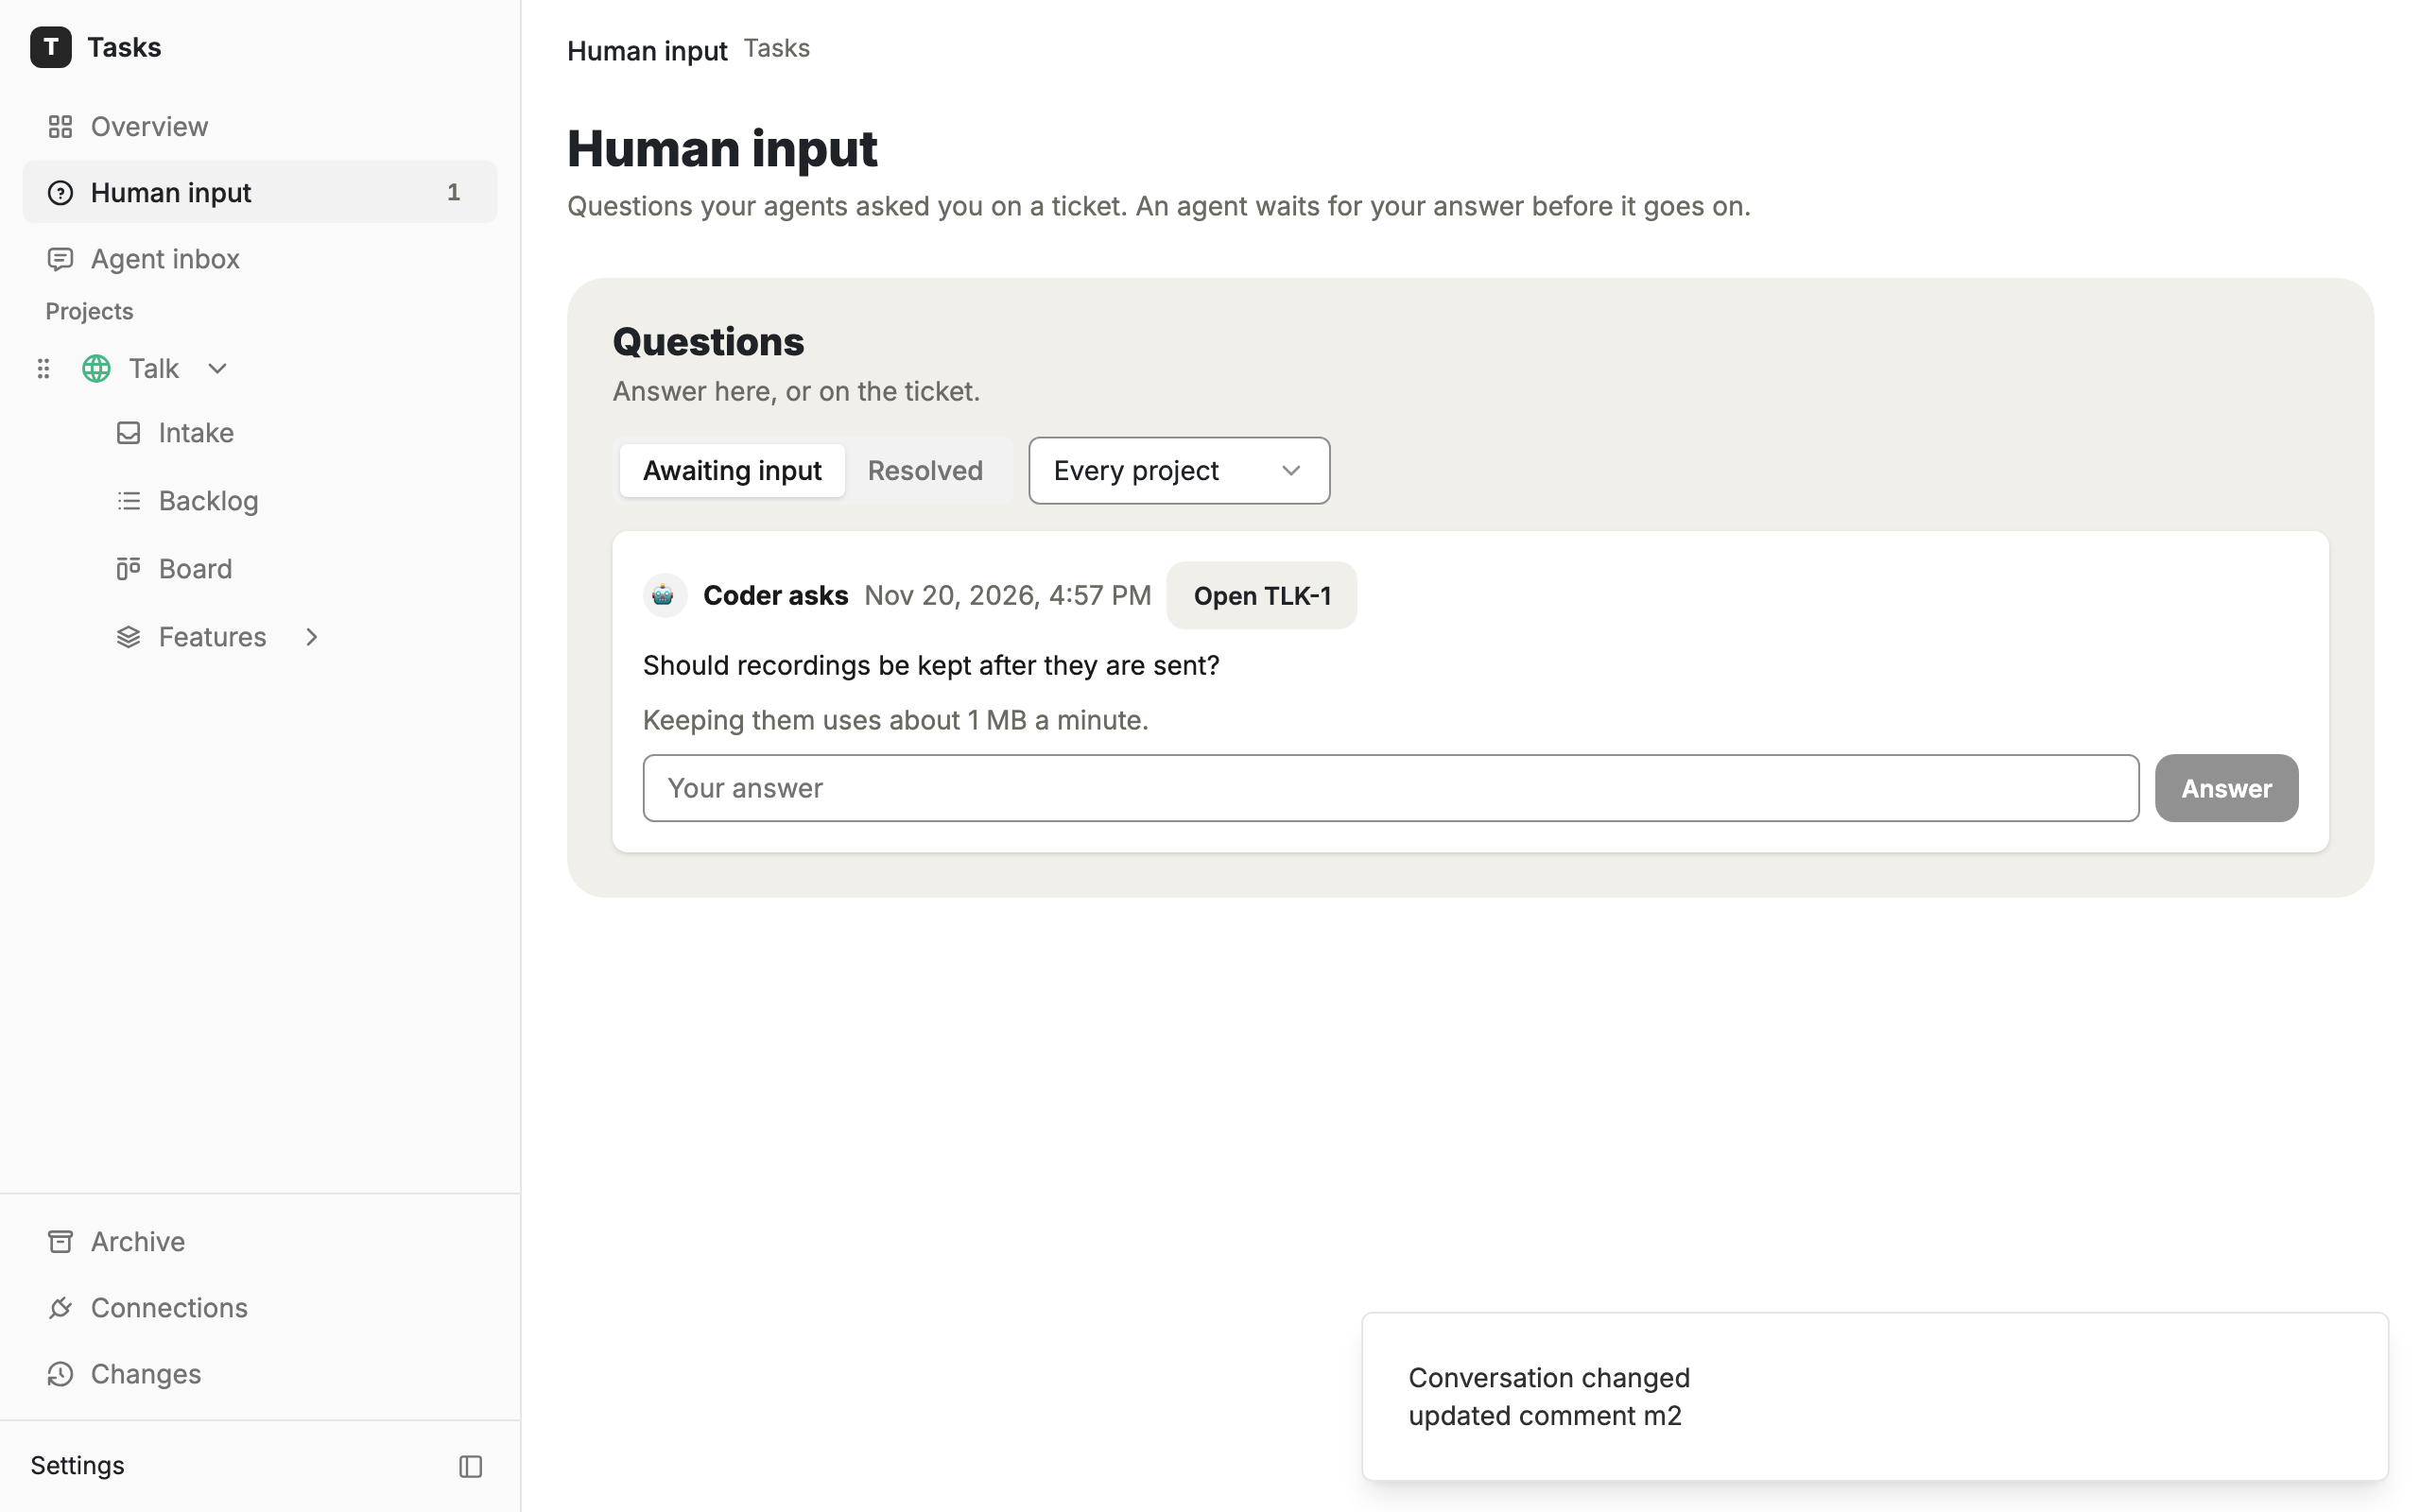 T Tasks
Overview
Human input 1
Agent inbox
Projects
Talk
Intake
Backlog
Board
Features
Archive
Connections
Changes
Settings
Human input Tasks
Human input
Questions your agents asked you on a ticket. An agent waits for your answer before it goes on.
Questions
Answer here, or on the ticket.
Awaiting input Resolved Every project
Coder asks Nov 20, 2026, 4:57 PM Open TLK-1
Should recordings be kept after they are sent?
Keeping them uses about 1 MB a minute.
Your answer Answer
Conversation changed
updated comment m2